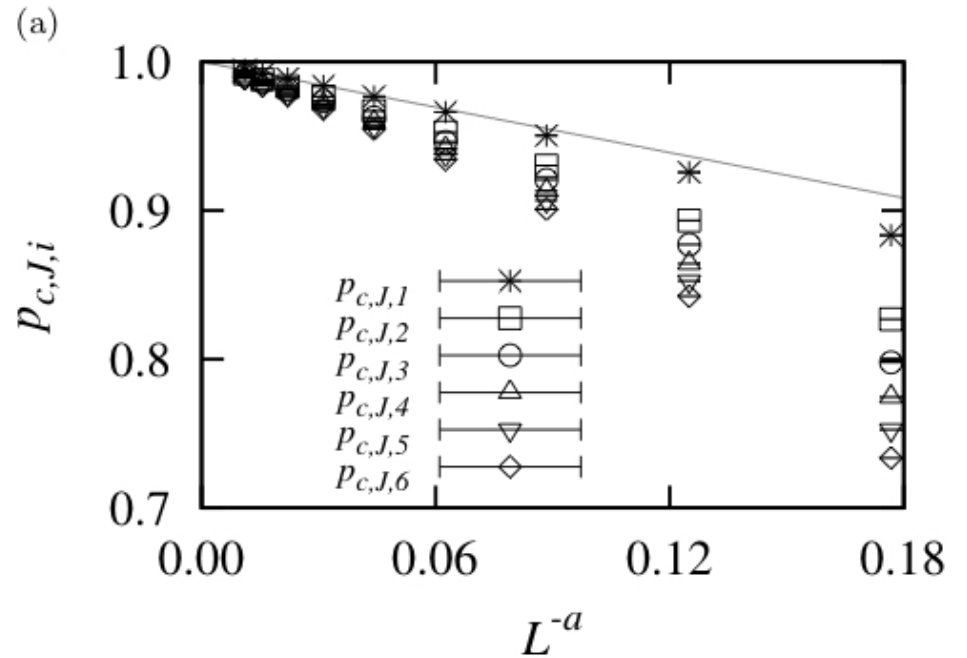 (a)
1.0
0.9
0.8
0.7
p_{c,J,i}
p_{c,J,1}
p_{c,J,2}
p_{c,J,3}
p_{c,J,4}
p_{c,J,5}
p_{c,J,6}
0.00 0.06 0.12 0.18
L^{-a}